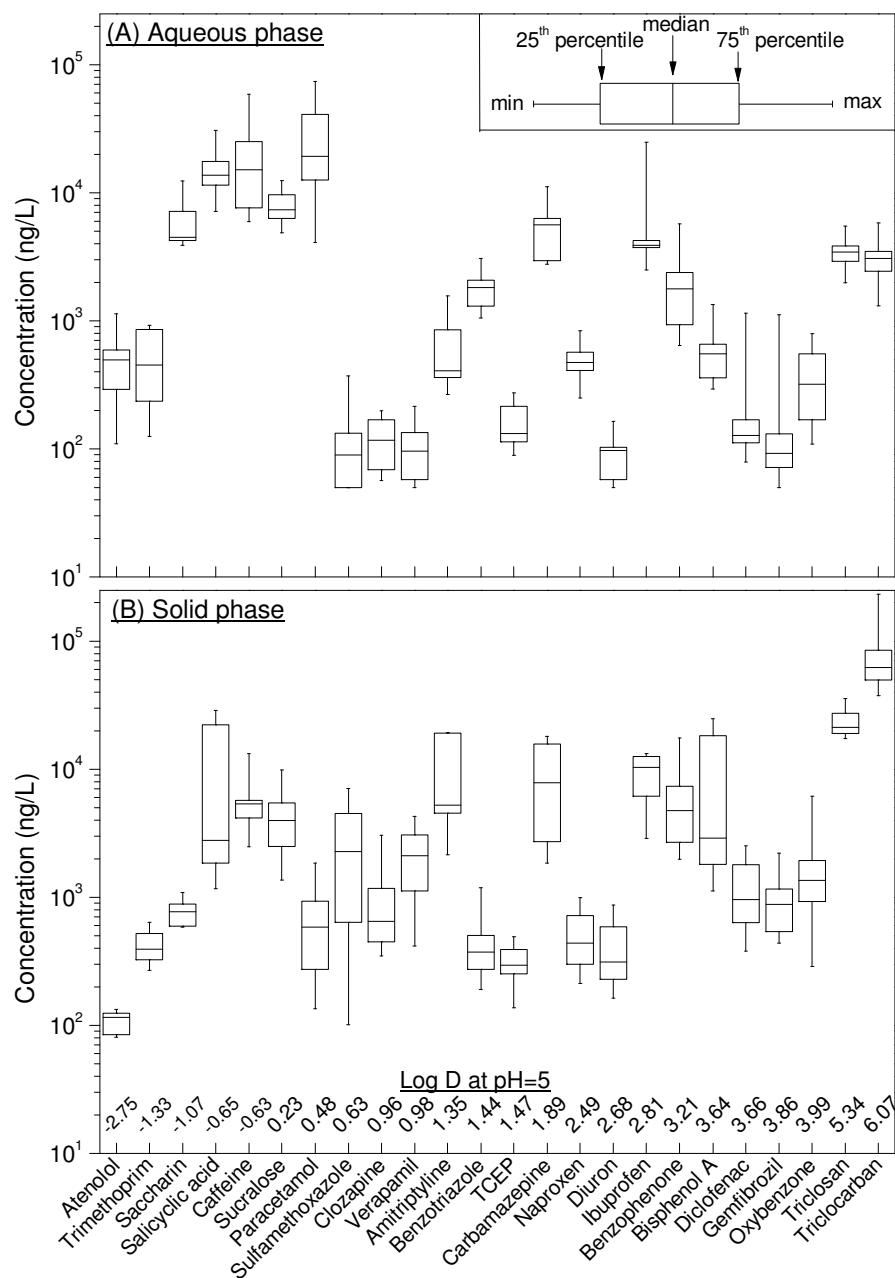 (A) Aqueous phase
median
25th percentile
75th percentile
min
max
Concentration (ng/L)
10^5
10^4
10^3
10^2
10^1
(B) Solid phase
Concentration (ng/L)
10^5
10^4
10^3
10^2
10^1
Log D at pH=5
-2.75
-1.33
-1.07
-0.65
-0.63
0.23
0.48
0.63
0.96
0.98
1.35
1.44
1.47
1.89
2.49
2.68
2.81
3.21
3.64
3.66
3.86
3.99
5.34
6.07
Atenolol
Trimethoprim
Saccharin
Salicyclic acid
Caffeine
Sucralose
Paracetamol
Sulfamethoxazole
Clozapine
Verapamil
Amitriptyline
Benzotriazole
TCEP
Carbamazepine
Naproxen
Diuron
Ibuprofen
Benzophenone
Bisphenol A
Diclofenac
Gemfibrozil
Oxybenzone
Triclosan
Triclocarban